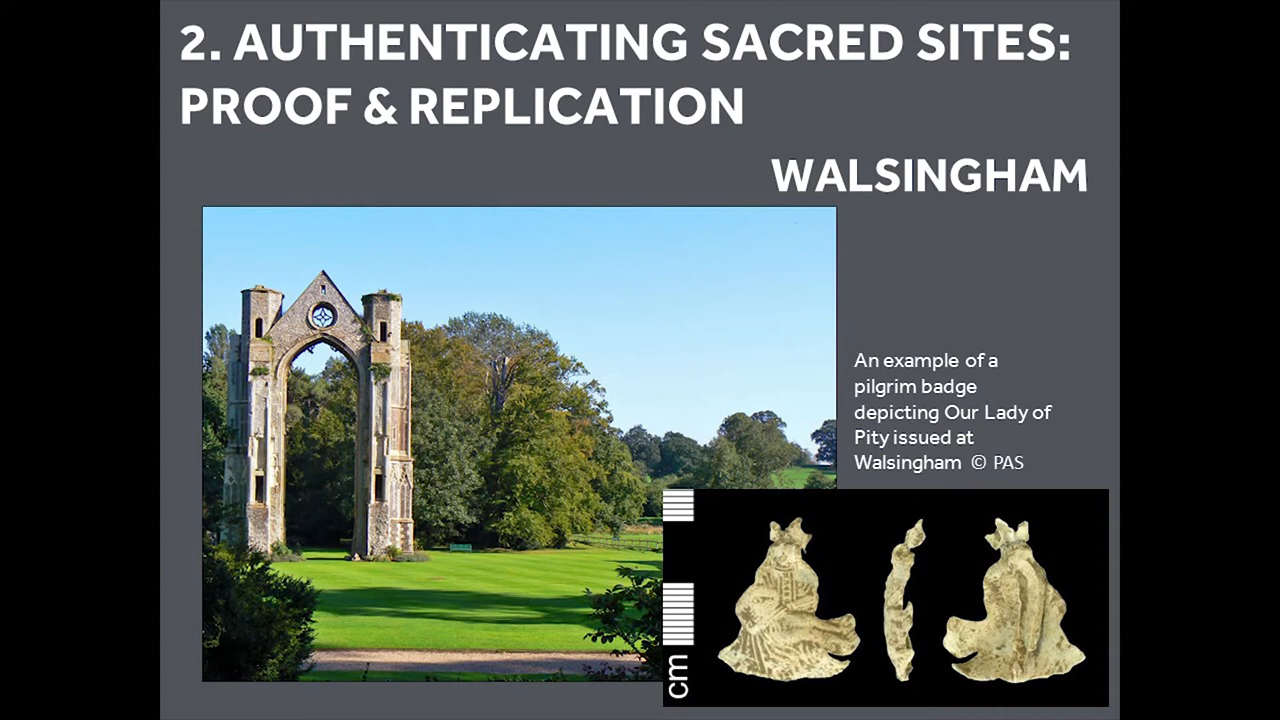 2. AUTHENTICATING SACRED SITES:
PROOF & REPLICATION
WALSINGHAM
An example of a
pilgrim badge
depicting Our Lady of
Pity issued at
Walsingham © PAS
cm